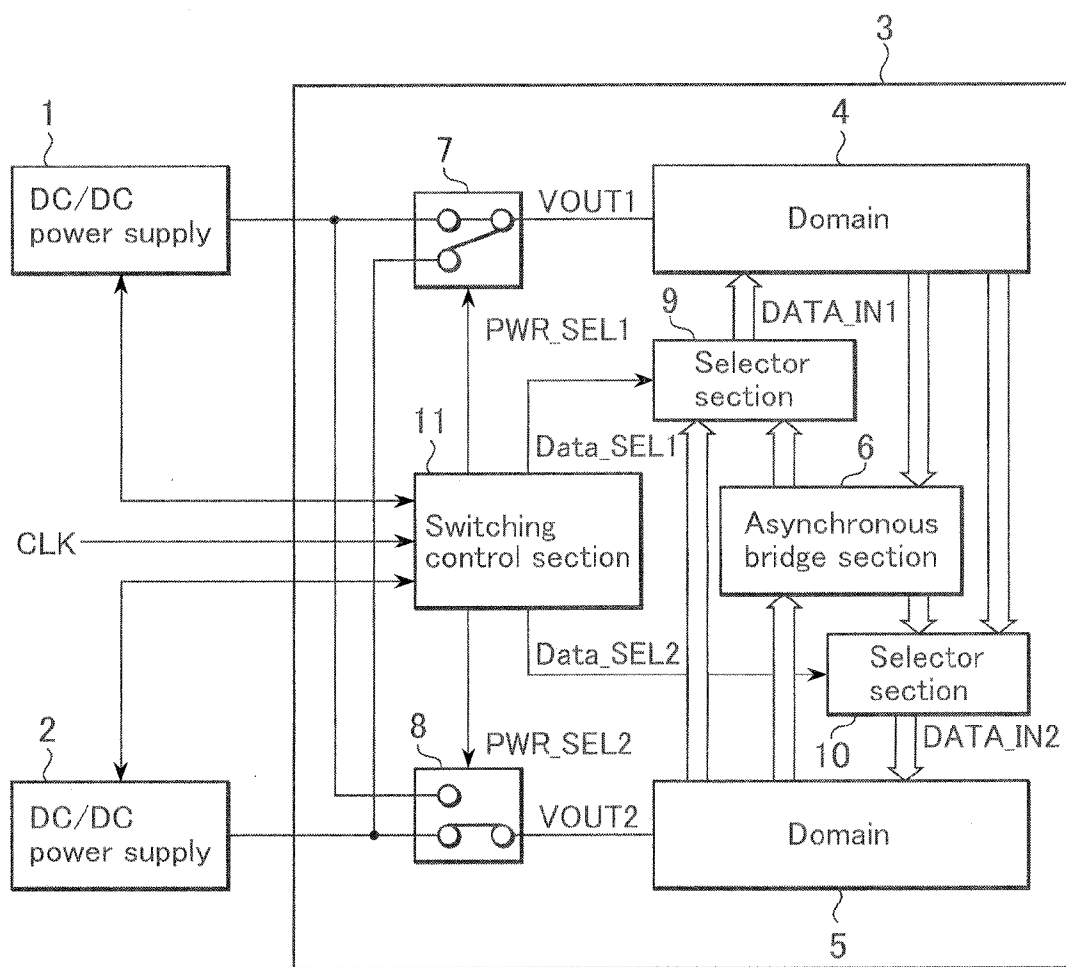 3
1
DC/DC
power supply
7
VOUT1
4
Domain
PWR_SEL1
9
DATA_IN1
Selector
section
11
Data_SEL1
6
CLK
Switching
control section
Asynchronous
bridge section
Data_SEL2
Selector
section
10
DATA_IN2
2
DC/DC
power supply
8
PWR_SEL2
VOUT2
Domain
5